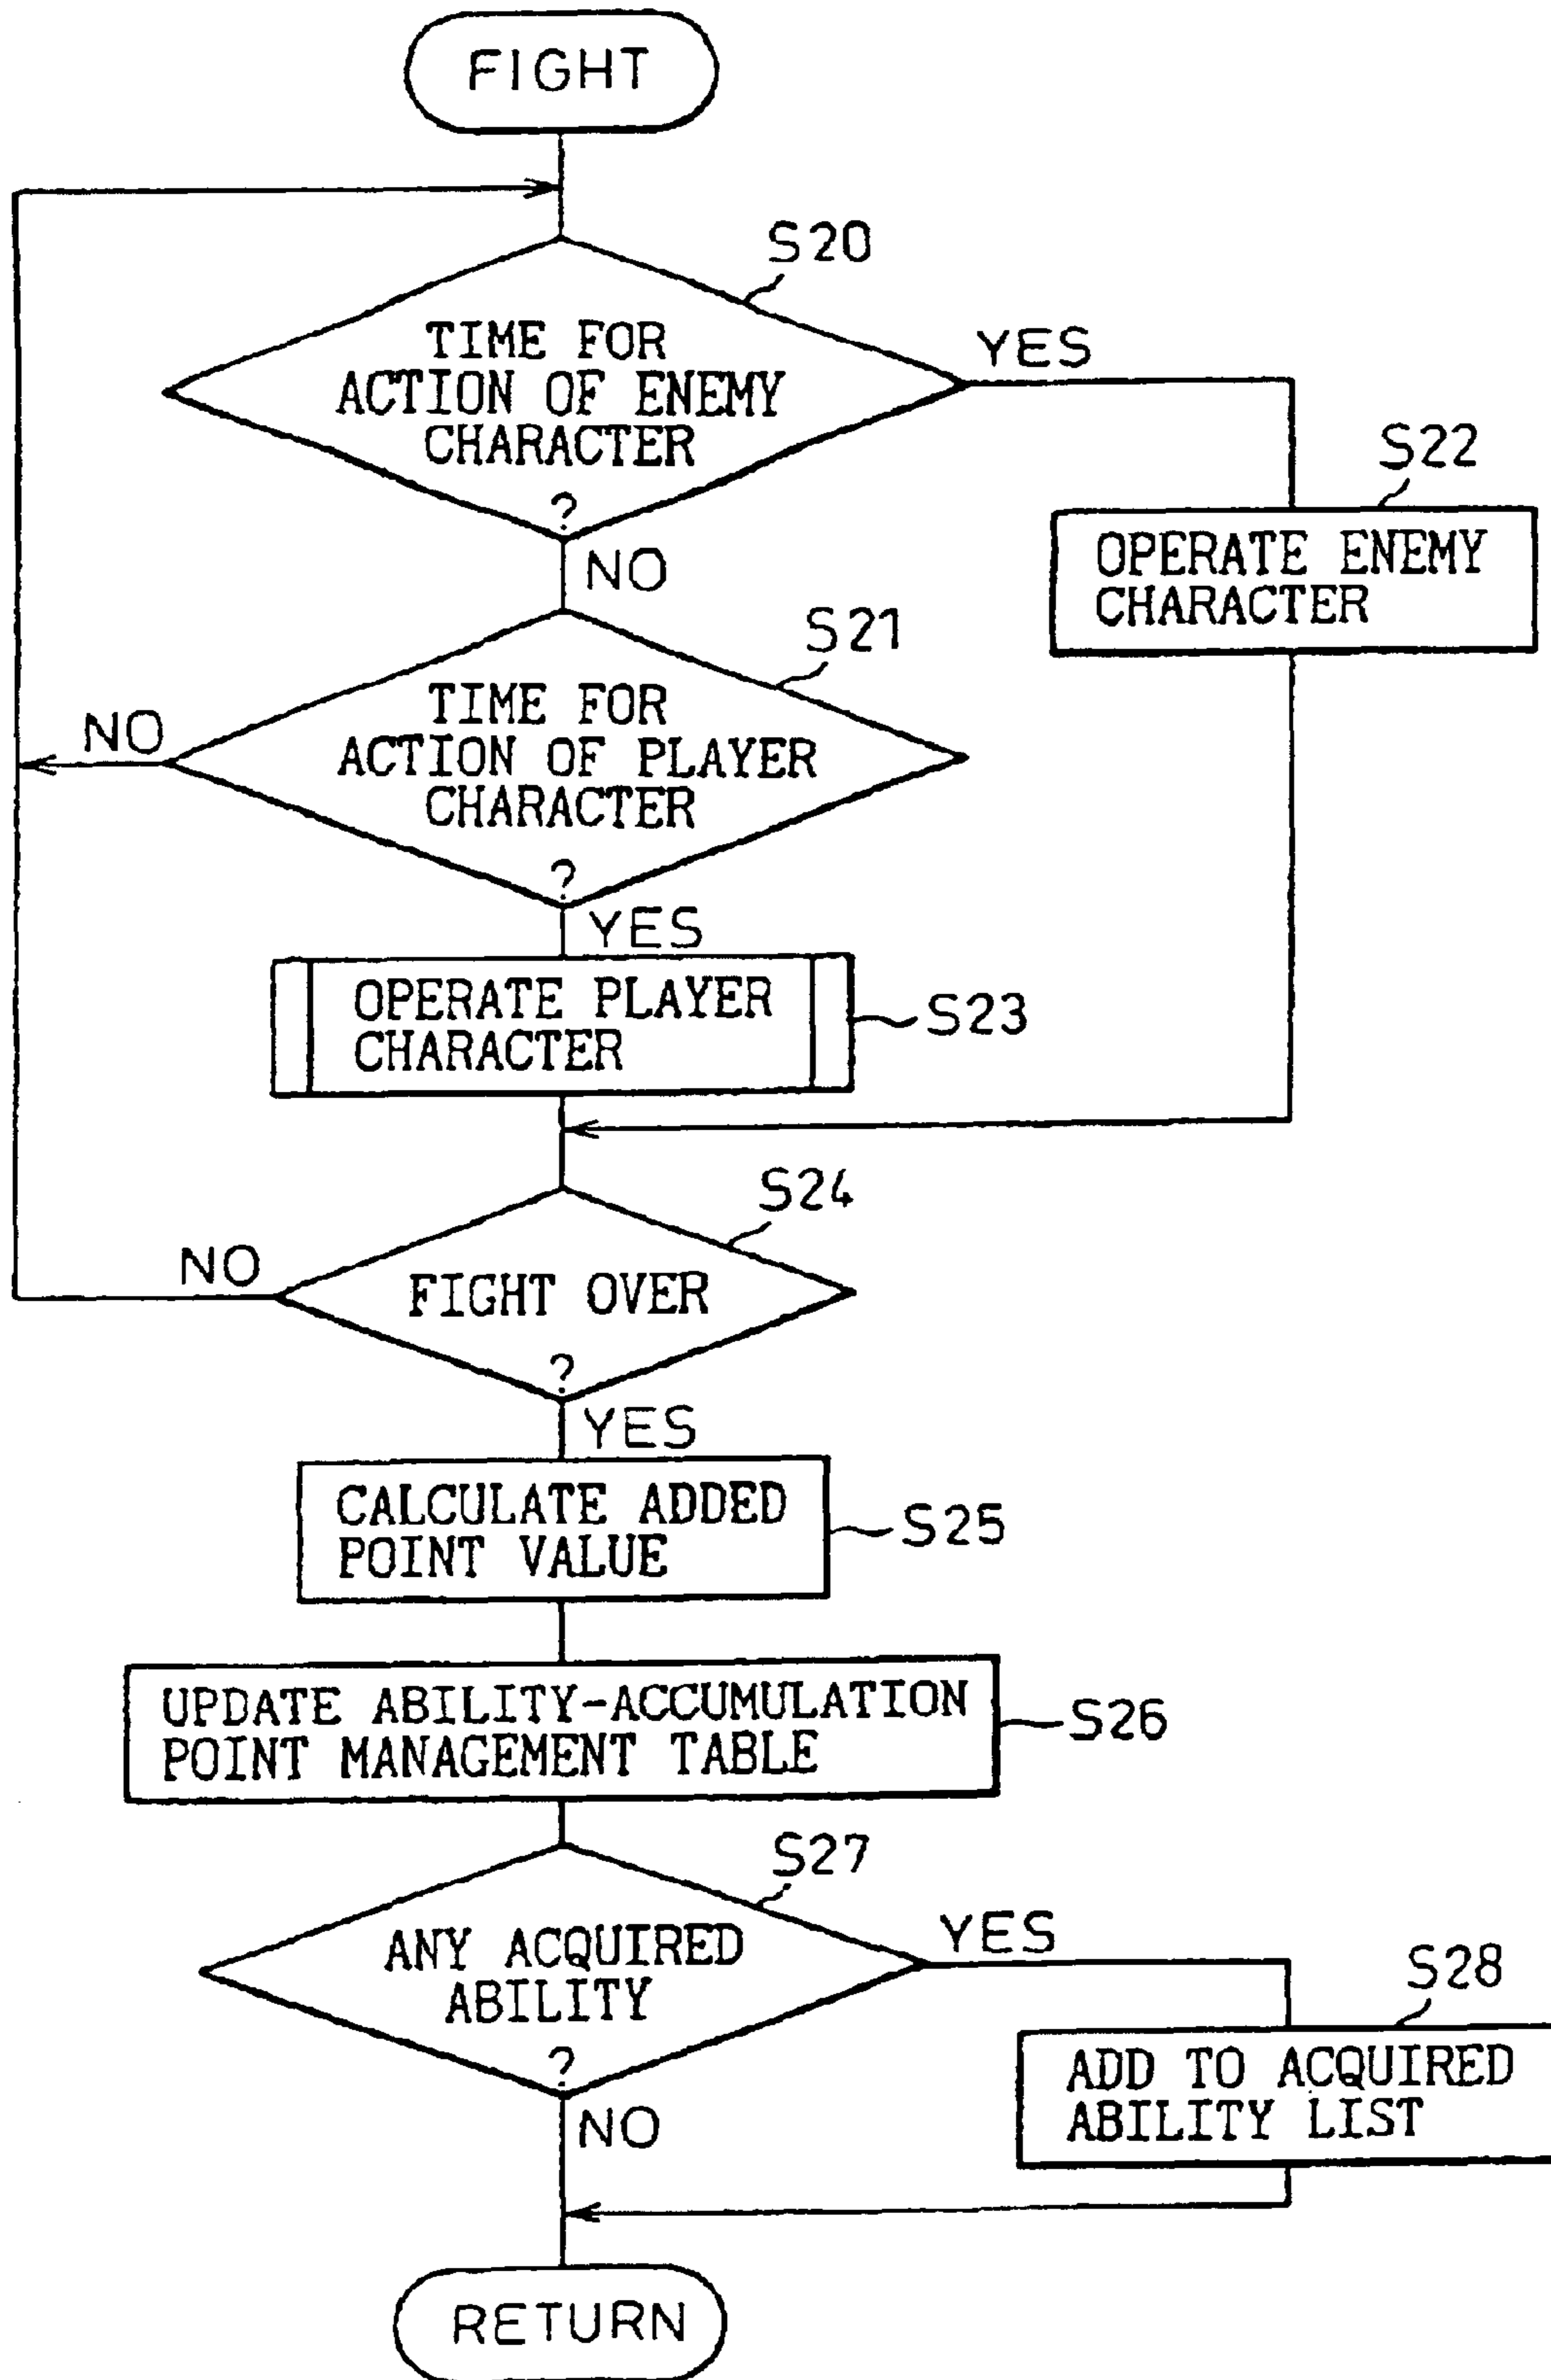 FIGHT
S20
TIME FOR
ACTION OF ENEMY
CHARACTER
?
YES
NO
S22
OPERATE ENEMY
CHARACTER
S21
TIME FOR
ACTION OF PLAYER
CHARACTER
?
NO
YES
OPERATE PLAYER
CHARACTER
S23
S24
FIGHT OVER
?
NO
YES
CALCULATE ADDED
POINT VALUE
S25
UPDATE ABILITY-ACCUMULATION
POINT MANAGEMENT TABLE
S26
S27
ANY ACQUIRED
ABILITY
?
YES
NO
S28
ADD TO ACQUIRED
ABILITY LIST
RETURN